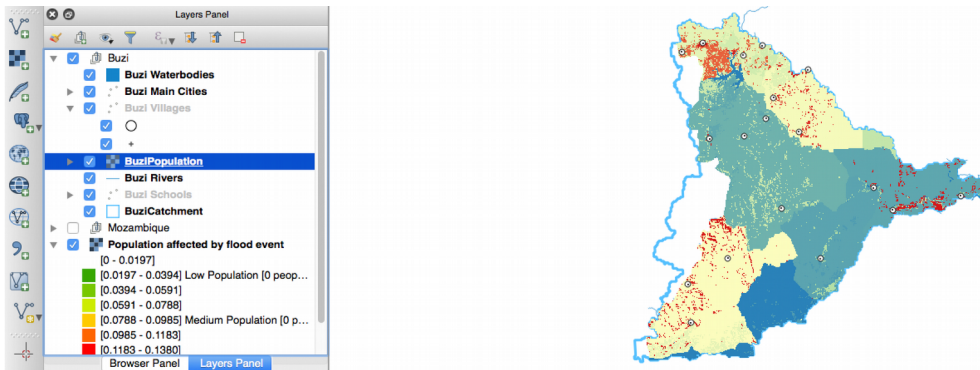 Layers Panel
Buzi
Buzi Waterbodies
Buzi Main Cities
Buzi Villages
BuziPopulation
Buzi Rivers
Buzi Schools
BuziCatchment
Mozambique
Population affected by flood event
[0 - 0.0197]
[0.0197 - 0.0394] Low Population [0 peop...
[0.0394 - 0.0591]
[0.0591 - 0.0788]
[0.0788 - 0.0985] Medium Population [0 p...
[0.0985 - 0.1183]
[0.1183 - 0.1380]
Browser Panel Layers Panel